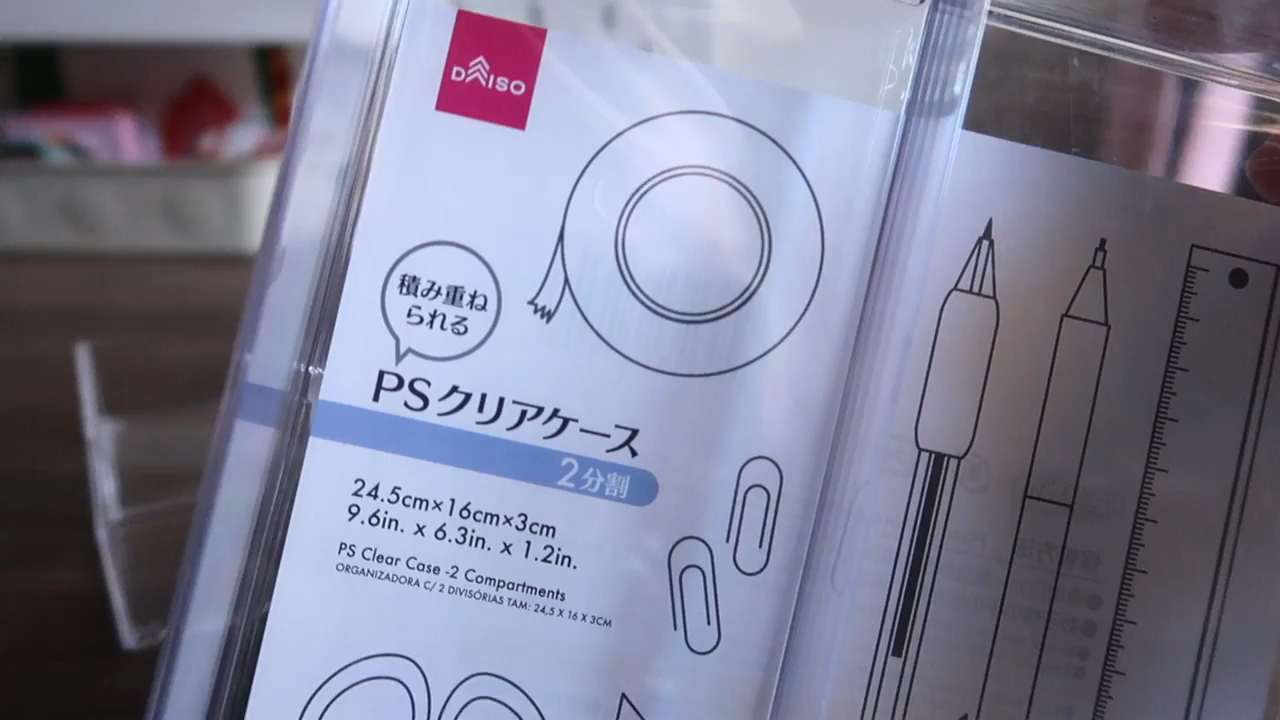 DAISO
積み重ね
られる
PSクリアケース
2分割
24.5cm×16cm×3cm
9.6in. x 6.3in. x 1.2in.
PS Clear Case -2 Compartments
ORGANIZADORA C/ 2 DIVISÓRIAS TAM: 24,5 X 16 X 3CM